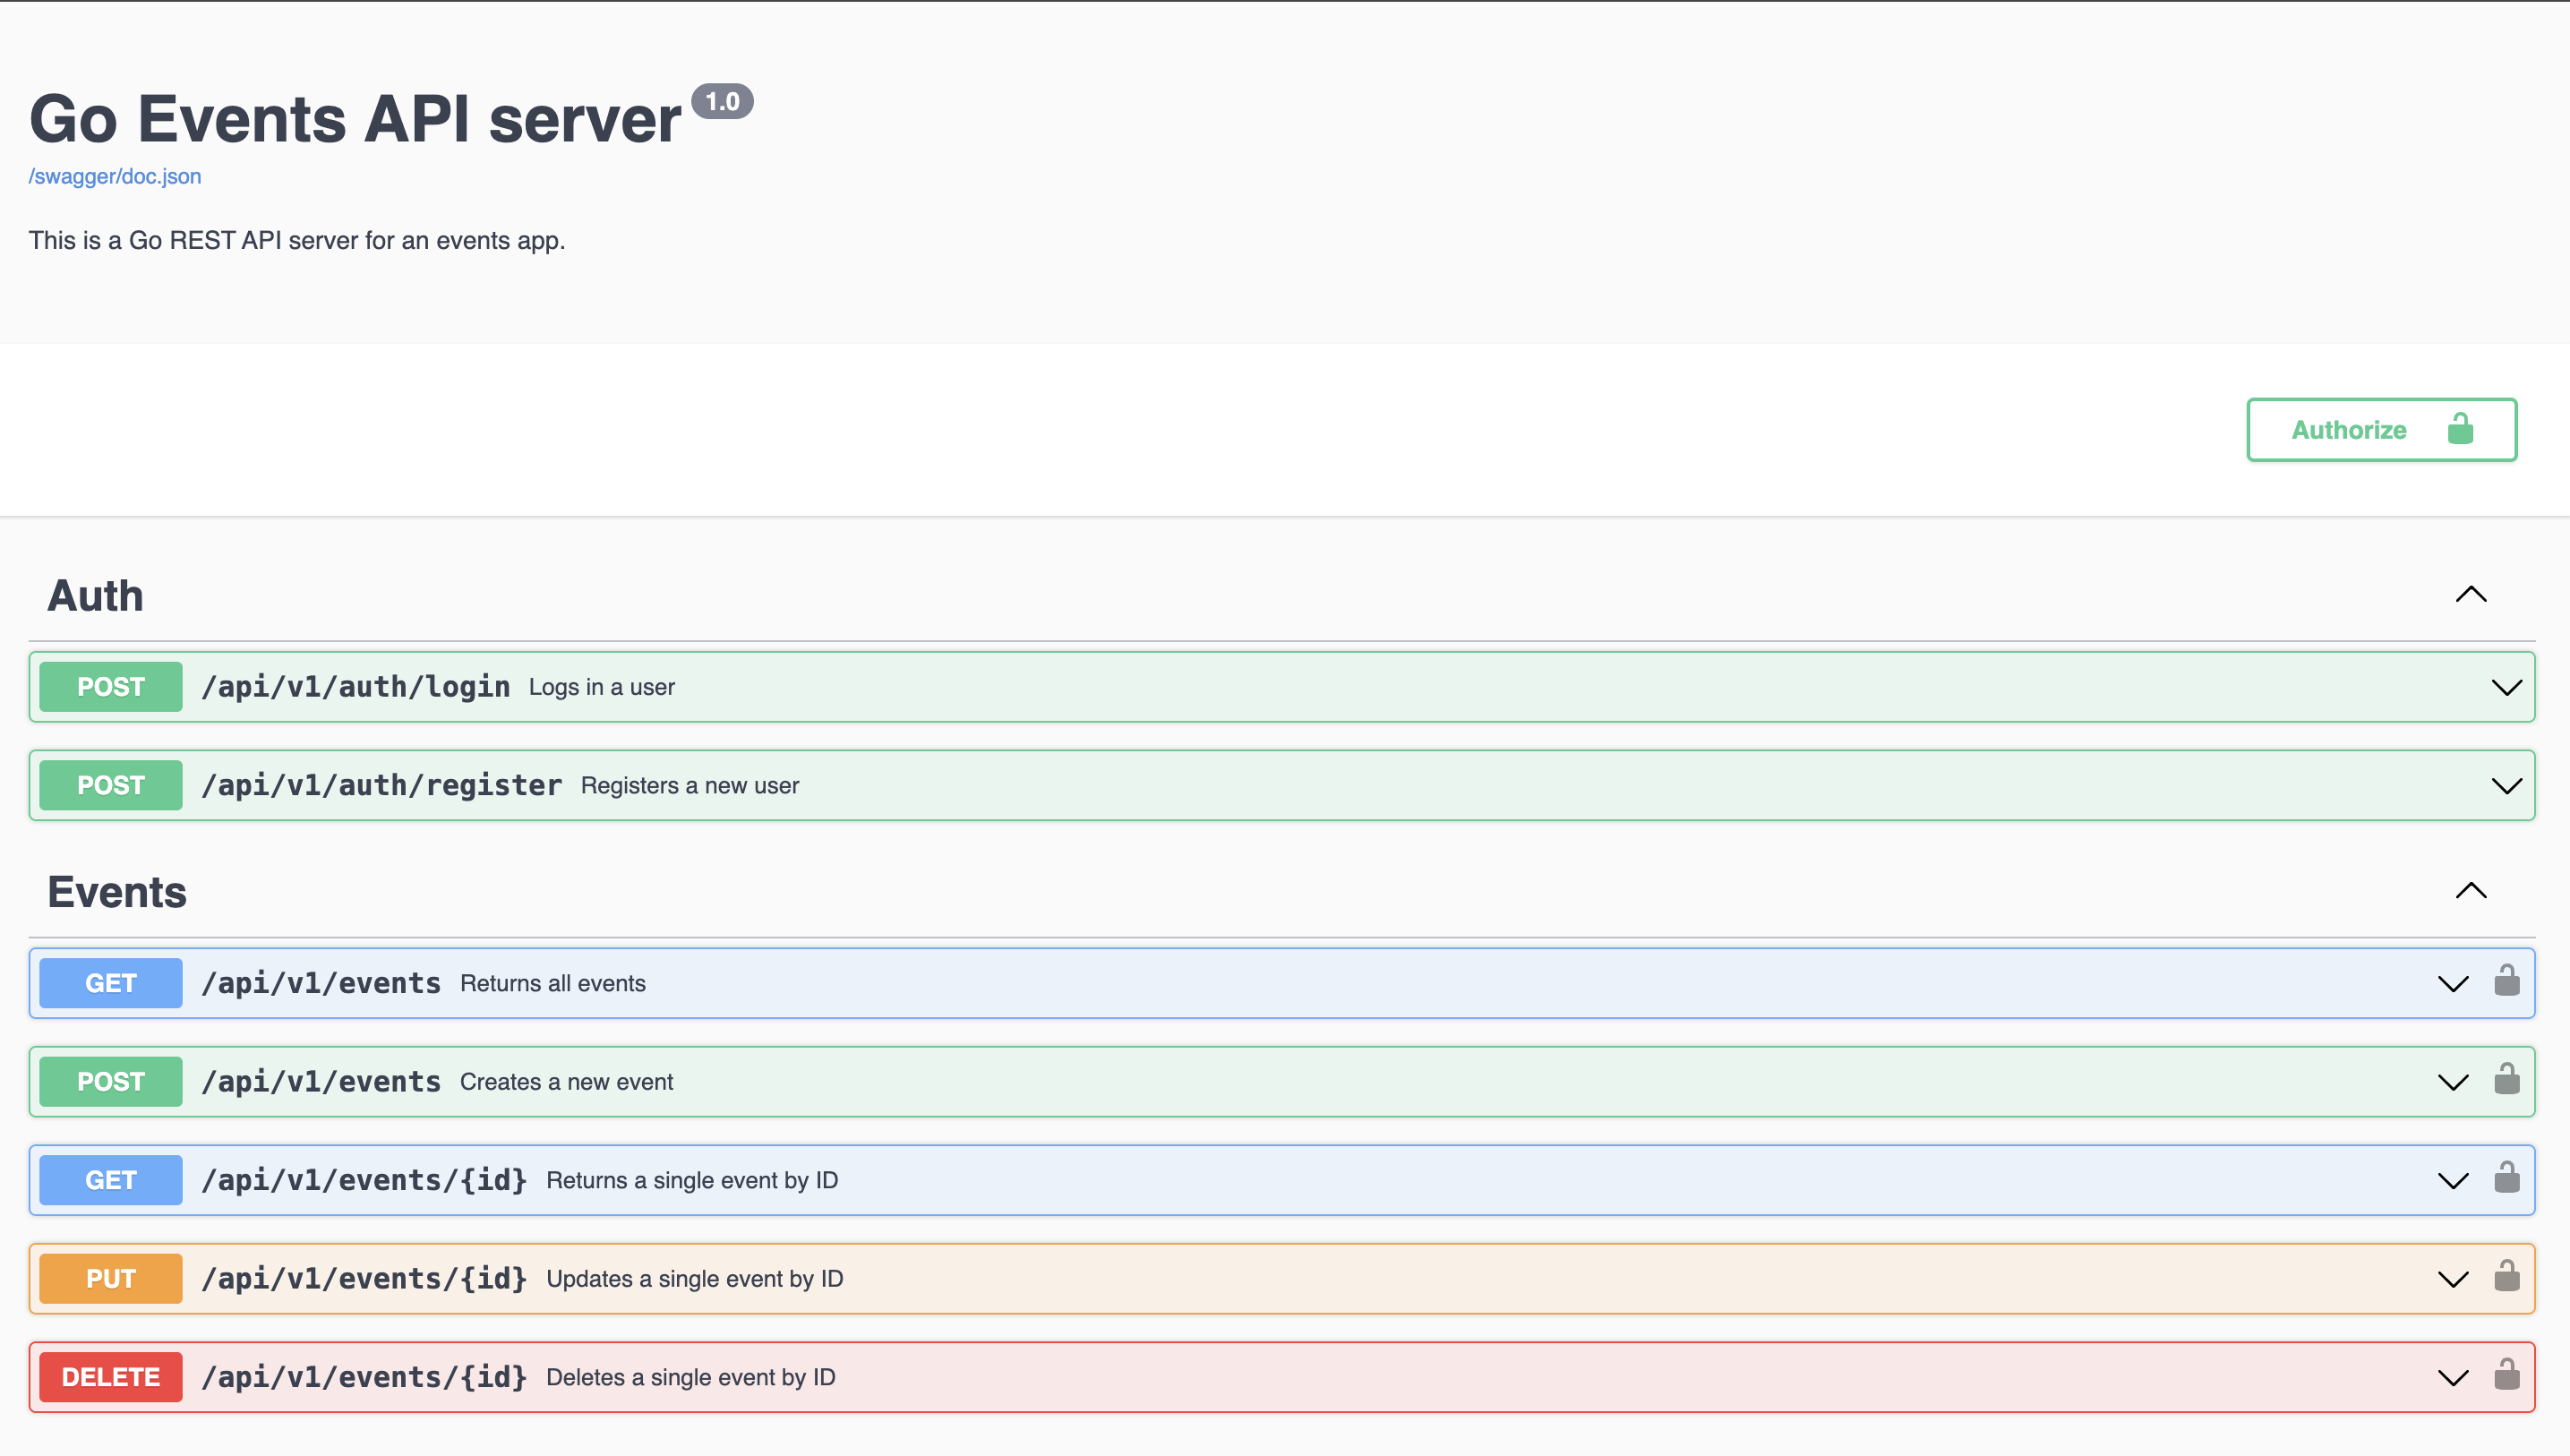 Go Events API server 1.0
/swagger/doc.json
This is a Go REST API server for an events app.
Authorize
Auth
POST /api/v1/auth/login Logs in a user
POST /api/v1/auth/register Registers a new user
Events
GET /api/v1/events Returns all events
POST /api/v1/events Creates a new event
GET /api/v1/events/{id} Returns a single event by ID
PUT /api/v1/events/{id} Updates a single event by ID
DELETE /api/v1/events/{id} Deletes a single event by ID